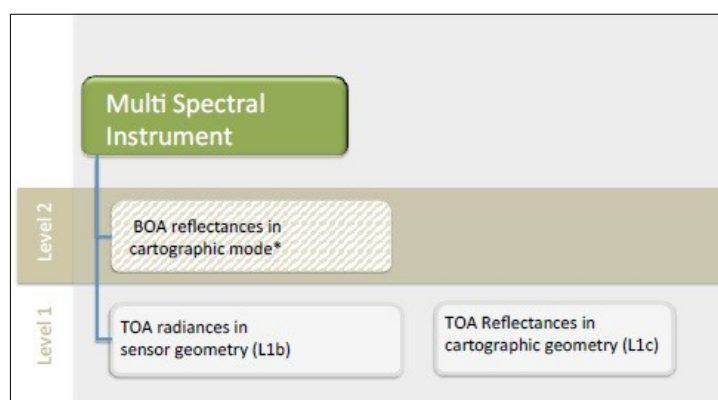 Multi Spectral
Instrument
Level 2
BOA reflectances in
cartographic mode*
Level 1
TOA radiances in
sensor geometry (L1b)
TOA Reflectances in
cartographic geometry (L1c)